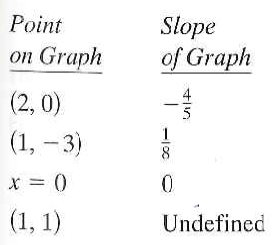 Point Slope
on Graph of Graph
(2, 0) -4/5
(1, -3) 1/8
x = 0 0
(1, 1) Undefined